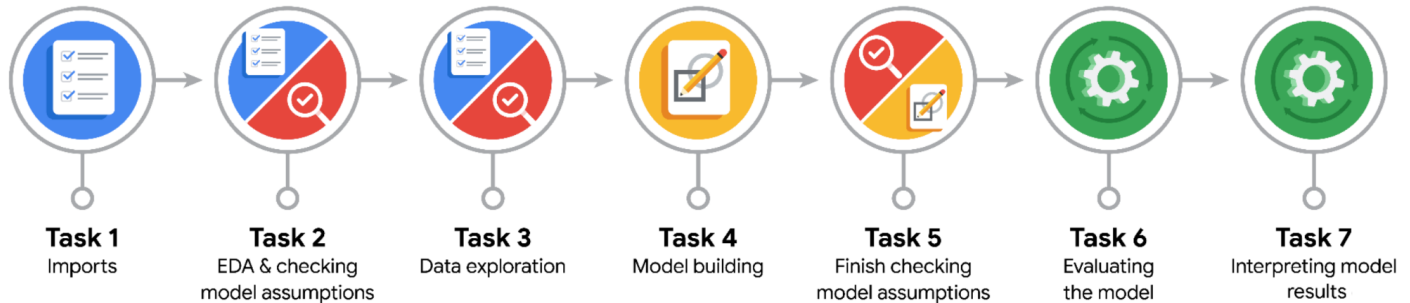 Task 1
Imports
Task 2
EDA & checking
model assumptions
Task 3
Data exploration
Task 4
Model building
Task 5
Finish checking
model assumptions
Task 6
Evaluating
the model
Task 7
Interpreting model
results